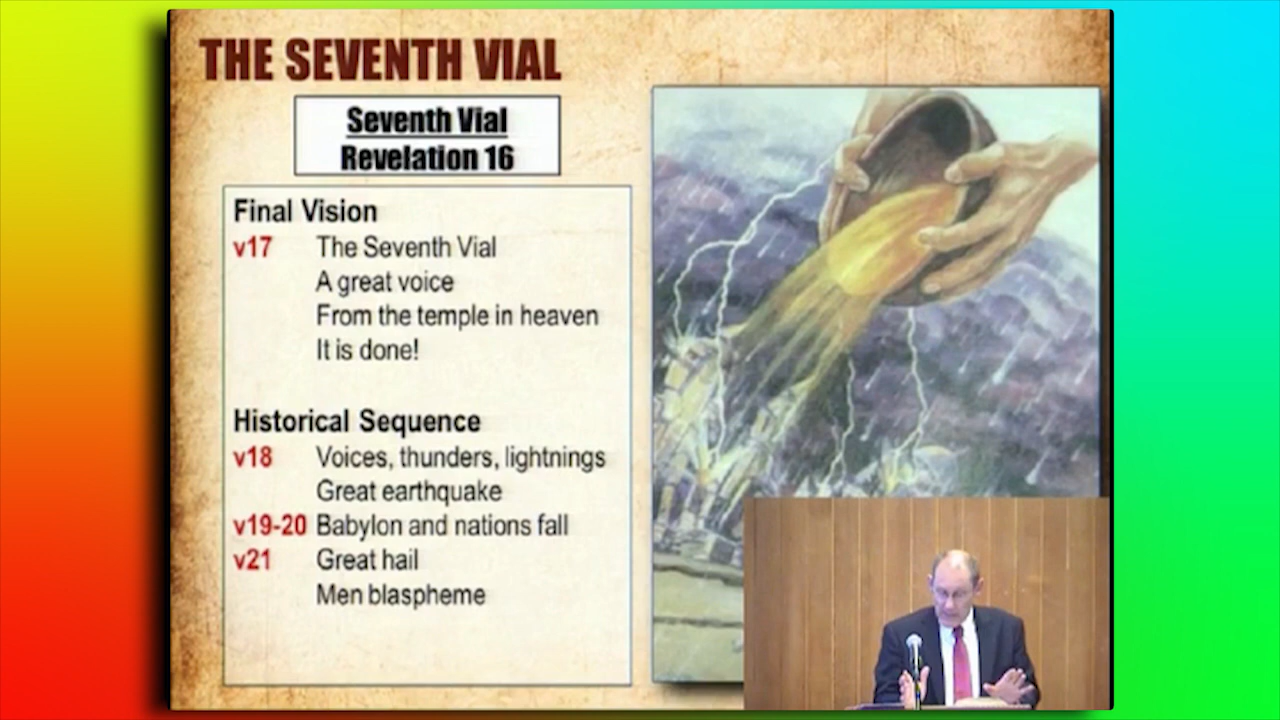 THE SEVENTH VIAL
Seventh Vial
Revelation 16
Final Vision
v17 The Seventh Vial
A great voice
From the temple in heaven
It is done!
Historical Sequence
v18 Voices, thunders, lightnings
Great earthquake
v19-20 Babylon and nations fall
v21 Great hail
Men blaspheme